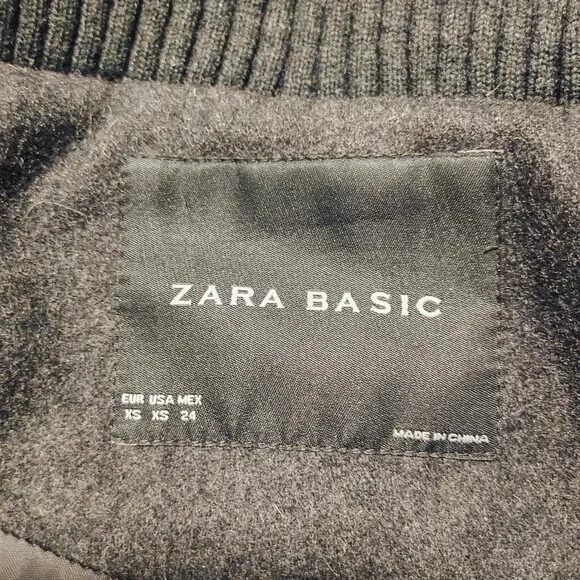 ZARA BASIC
EUR USA MEX
XS XS 24
MADE IN CHINA